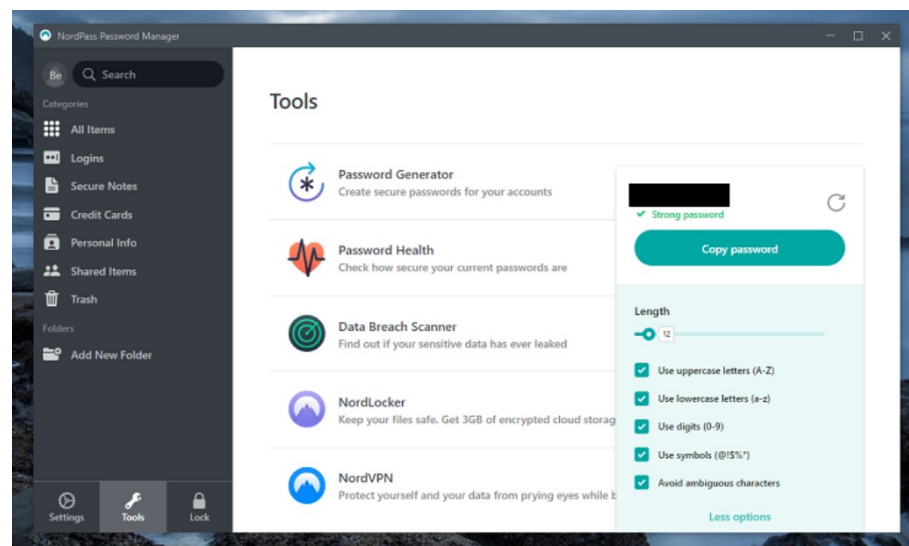 NordPass Password Manager
Be
Search
Categories
All Items
Logins
Secure Notes
Credit Cards
Personal Info
Shared Items
Trash
Folders
Add New Folder
Settings
Tools
Lock
Tools
Password Generator
Create secure passwords for your accounts
Password Health
Check how secure your current passwords are
Data Breach Scanner
Find out if your sensitive data has ever leaked
NordLocker
Keep your files safe. Get 3GB of encrypted cloud storag
NordVPN
Protect yourself and your data from prying eyes while b
Strong password
Copy password
Length
12
Use uppercase letters (A-Z)
Use lowercase letters (a-z)
Use digits (0-9)
Use symbols (@!$%*)
Avoid ambiguous characters
Less options